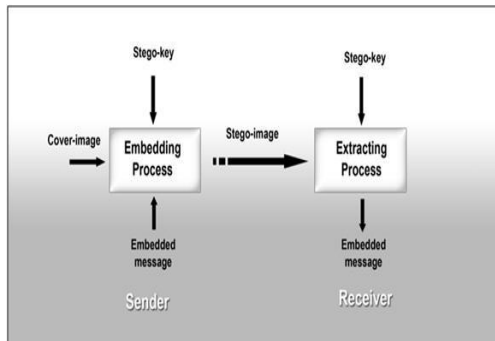 Stego-key
Stego-key
Cover-image
Embedding
Process
Stego-image
Extracting
Process
Embedded
message
Embedded
message
Sender
Receiver